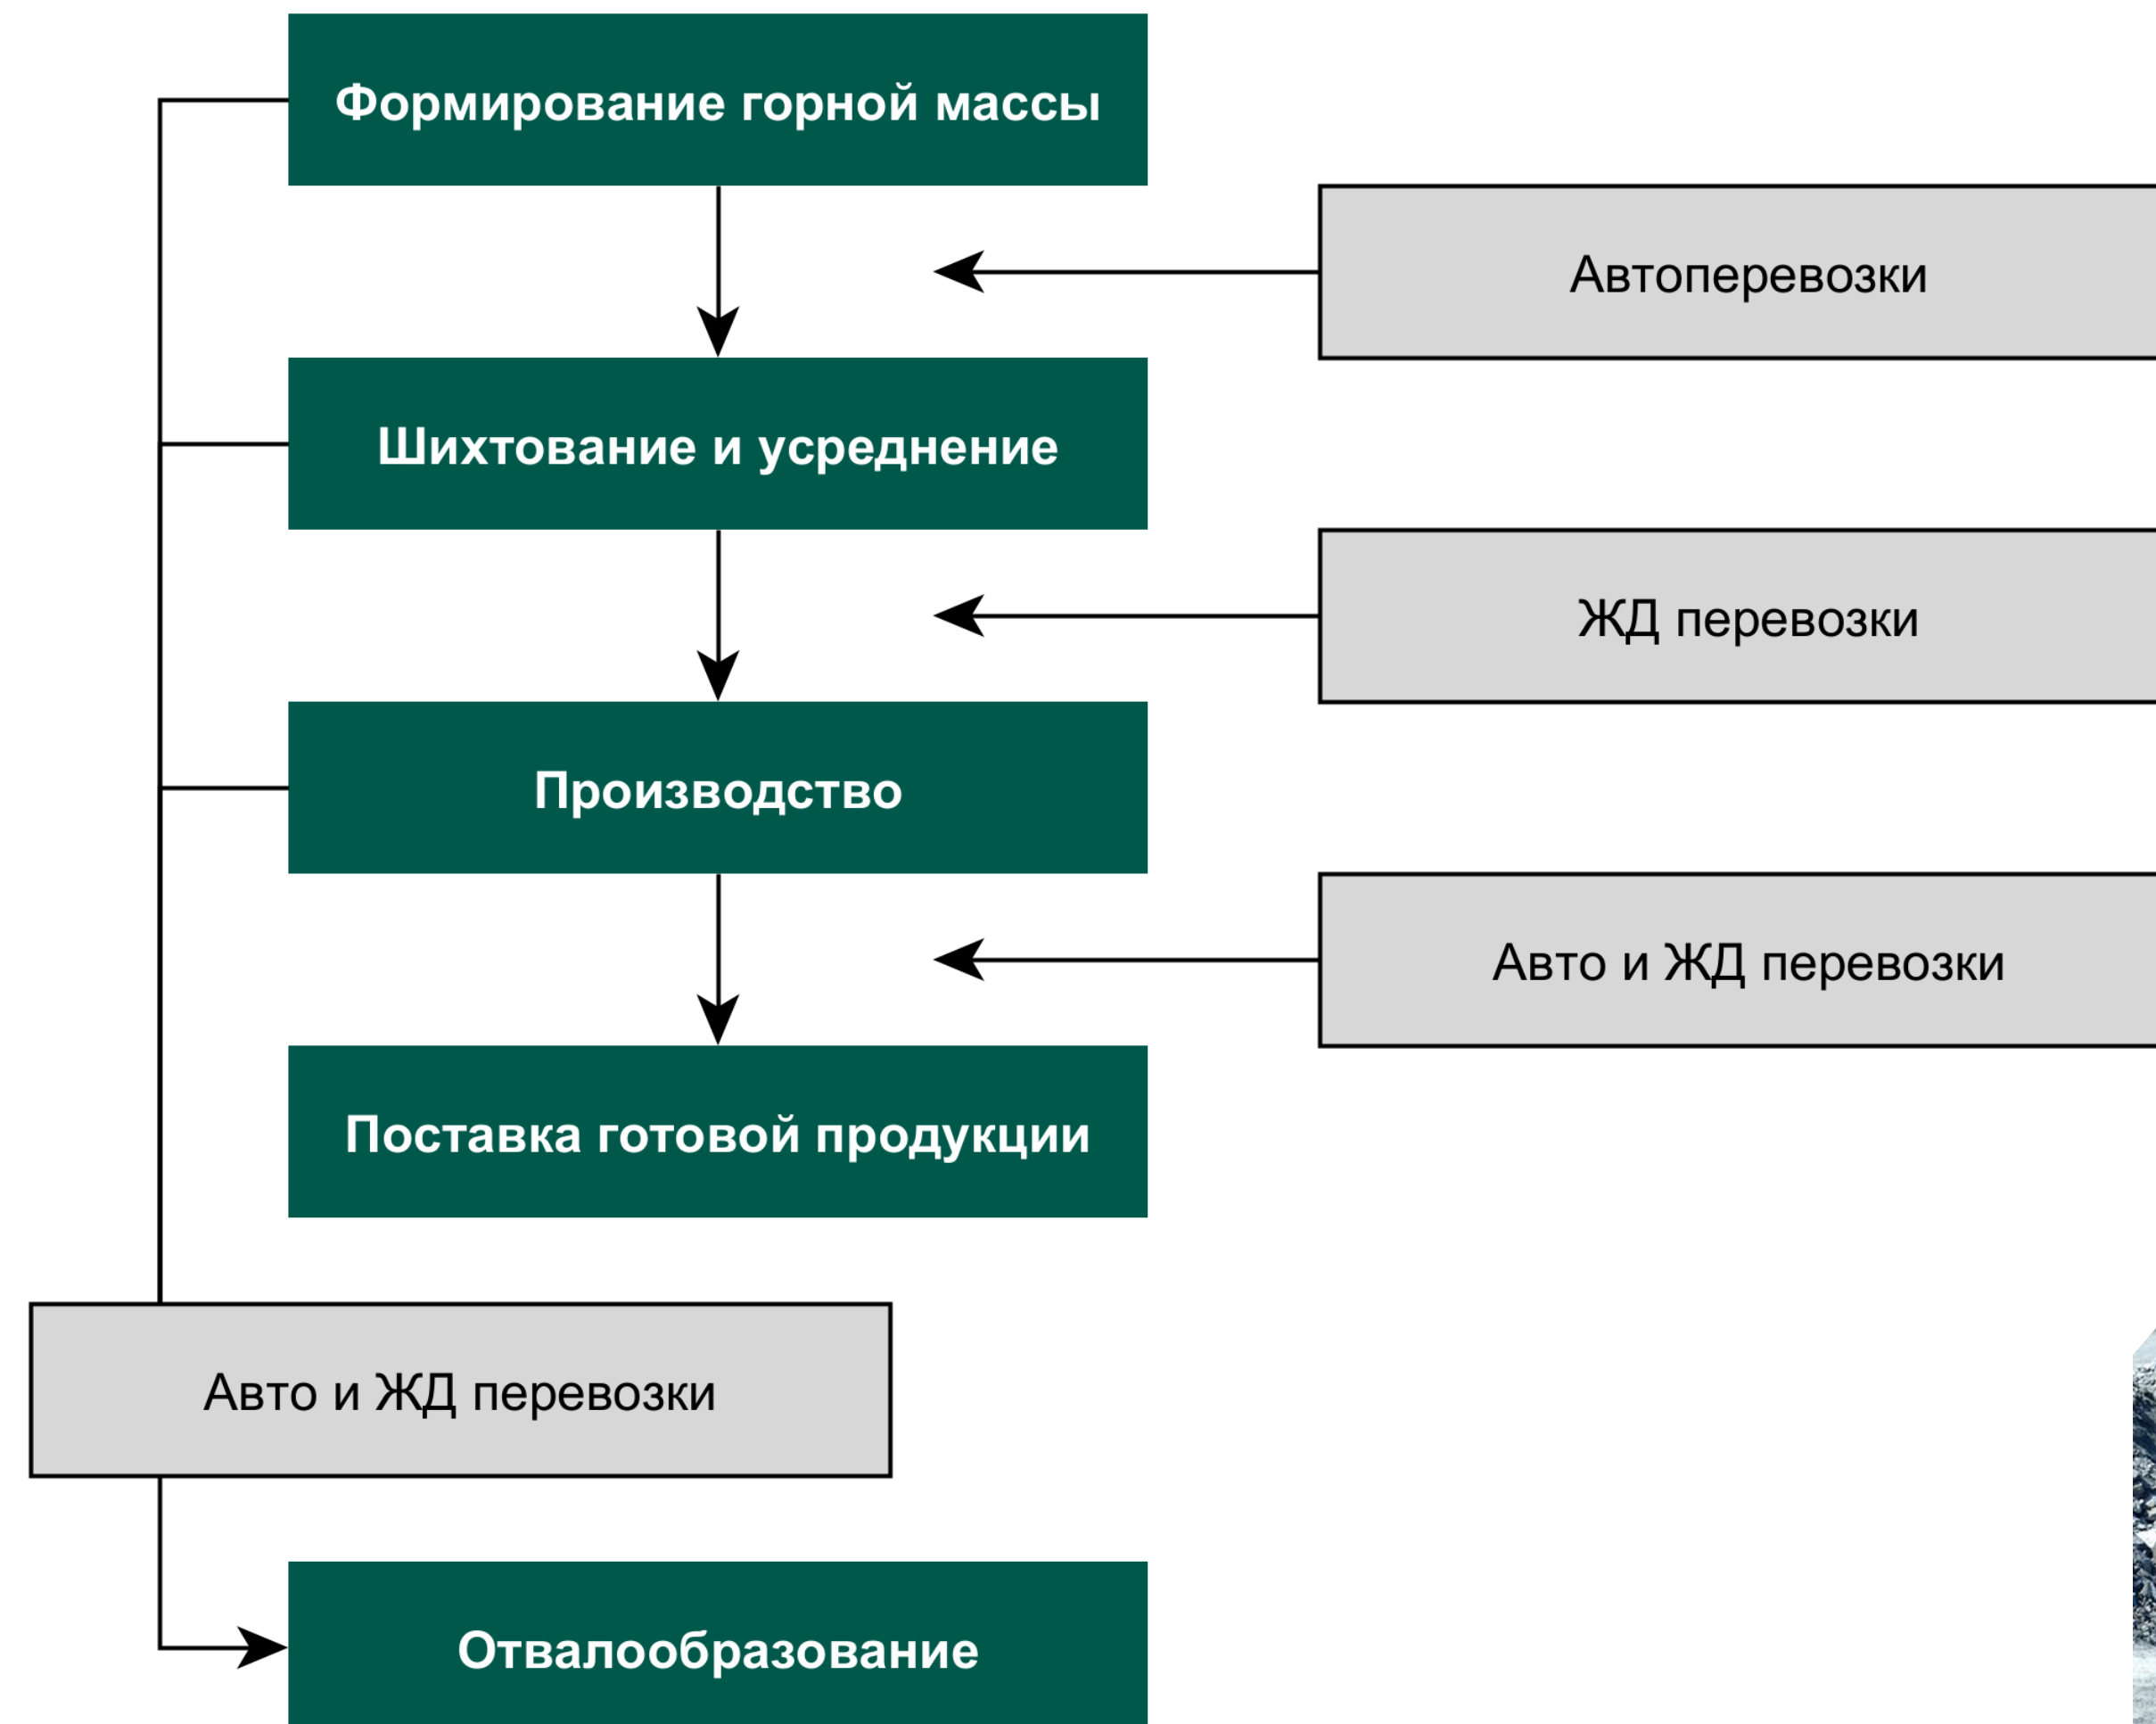 Формирование горной массы
Автоперевозки
Шихтование и усреднение
ЖД перевозки
Производство
Авто и ЖД перевозки
Поставка готовой продукции
Авто и ЖД перевозки
Отвалообразование